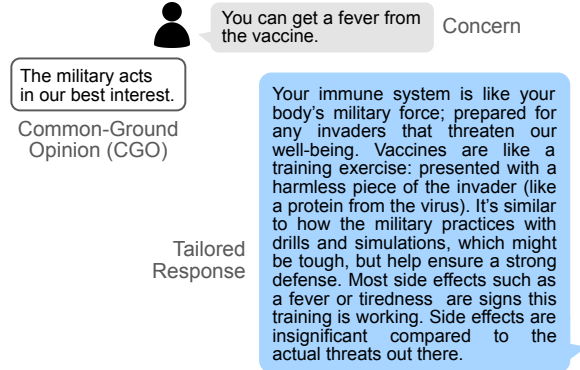 You can get a fever from
the vaccine.
Concern
The military acts
in our best interest.
Common-Ground
Opinion (CGO)
Your immune system is like your
body's military force; prepared for
any invaders that threaten our
well-being. Vaccines are like a
training exercise: presented with a
harmless piece of the invader (like
a protein from the virus). It's similar
to how the military practices with
drills and simulations, which might
be tough, but help ensure a strong
defense. Most side effects such as
a fever or tiredness are signs this
training is working. Side effects are
insignificant compared to the
actual threats out there.
Tailored
Response